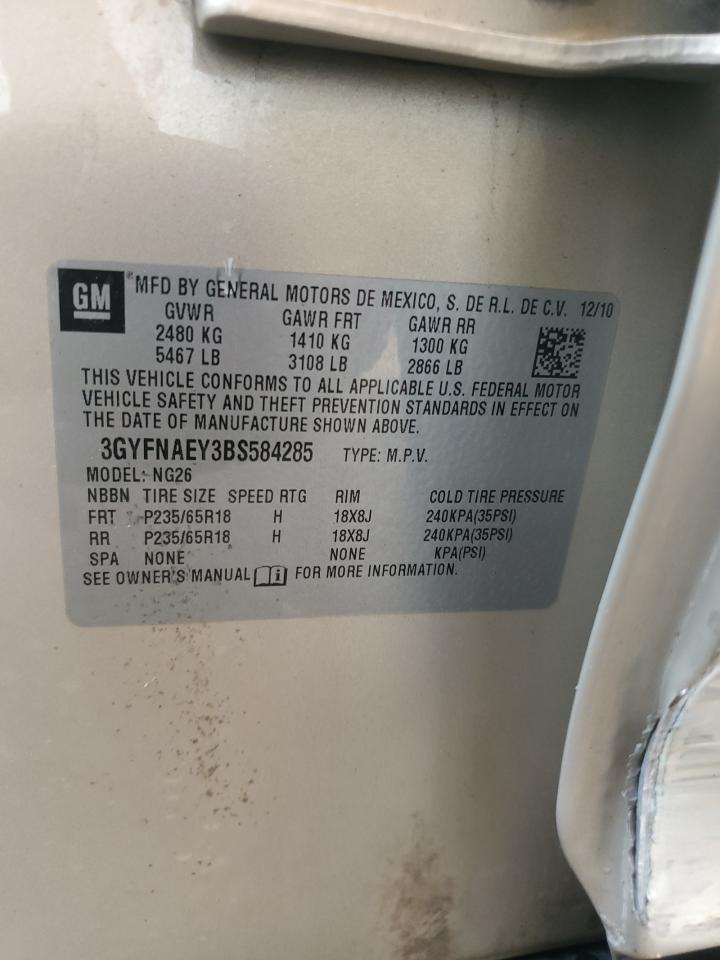 GM ®MFD BY GENERAL MOTORS DE MEXICO, S. DE R.L. DE C.V. 12/10
GVWR GAWR FRT GAWR RR
2480 KG 1410 KG 1300 KG
5467 LB 3108 LB 2866 LB
THIS VEHICLE CONFORMS TO ALL APPLICABLE U.S. FEDERAL MOTOR
VEHICLE SAFETY AND THEFT PREVENTION STANDARDS IN EFFECT ON
THE DATE OF MANUFACTURE SHOWN ABOVE.
3GYFNAEY3BS584285 TYPE: M.P.V.
MODEL: NG26
NBBN TIRE SIZE SPEED RTG RIM COLD TIRE PRESSURE
FRT P235/65R18 H 18X8J 240KPA(35PSI)
RR P235/65R18 H 18X8J 240KPA(35PSI)
SPA NONE NONE KPA(PSI)
SEE OWNER'S MANUAL i FOR MORE INFORMATION.